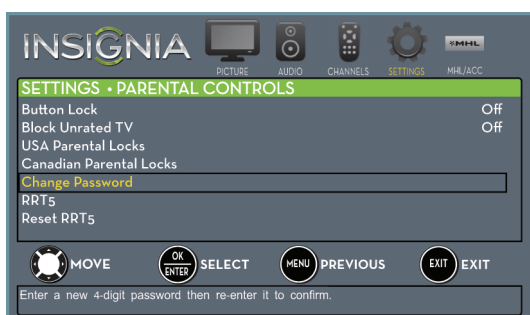 INSIGNIA
PICTURE AUDIO CHANNELS SETTINGS MHL/ACC
MHL
SETTINGS • PARENTAL CONTROLS
Button Lock Off
Block Unrated TV Off
USA Parental Locks
Canadian Parental Locks
Change Password
RRT5
Reset RRT5
MOVE OK ENTER SELECT MENU PREVIOUS EXIT EXIT
Enter a new 4-digit password then re-enter it to confirm.